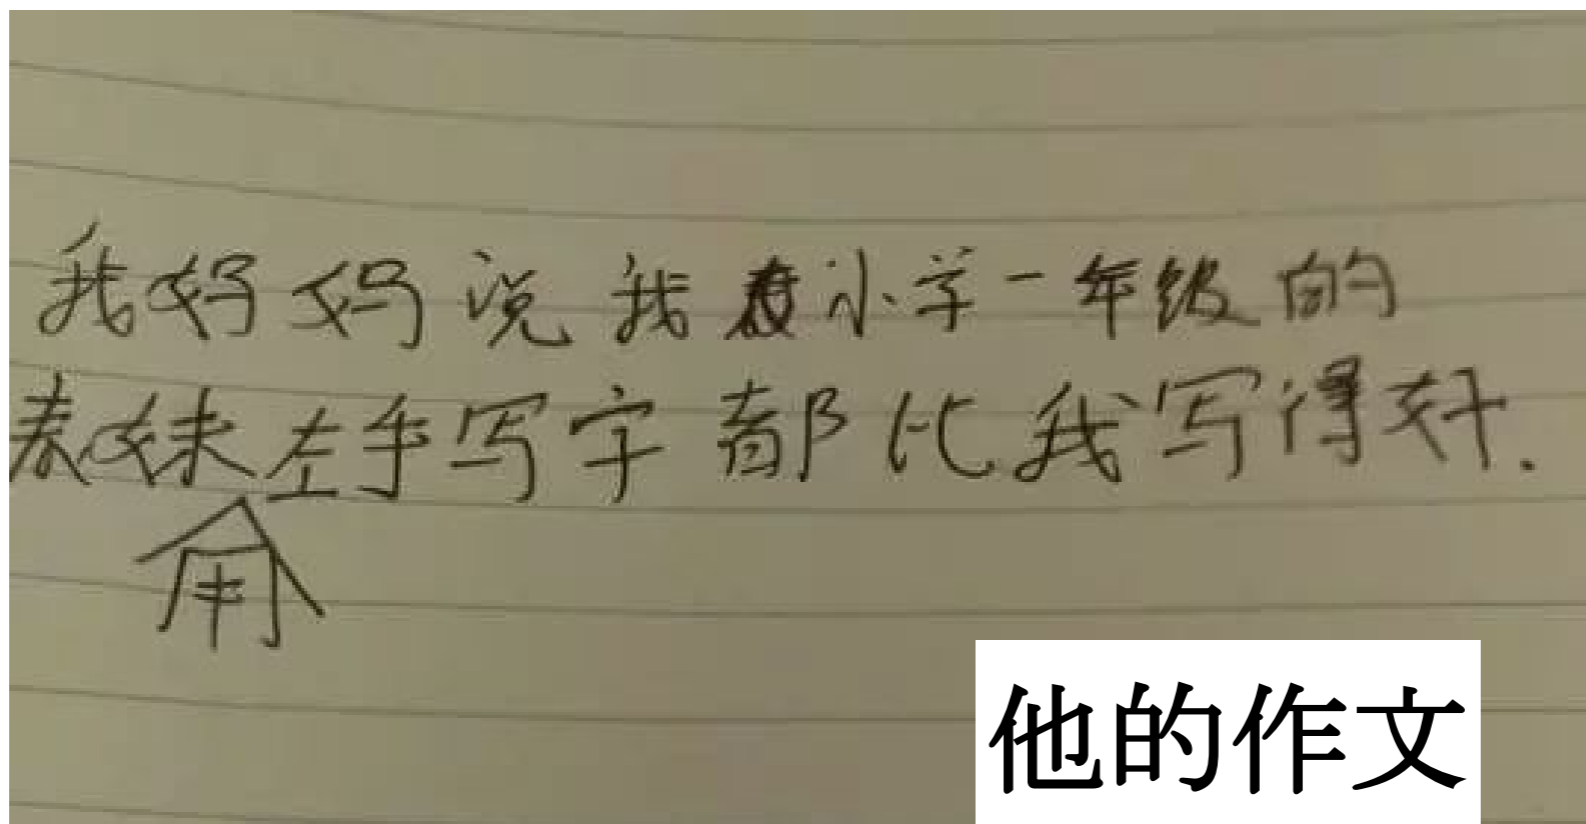 我妈妈说我小学一年级的
表妹左手写字都比我写得好.
用
他的作文